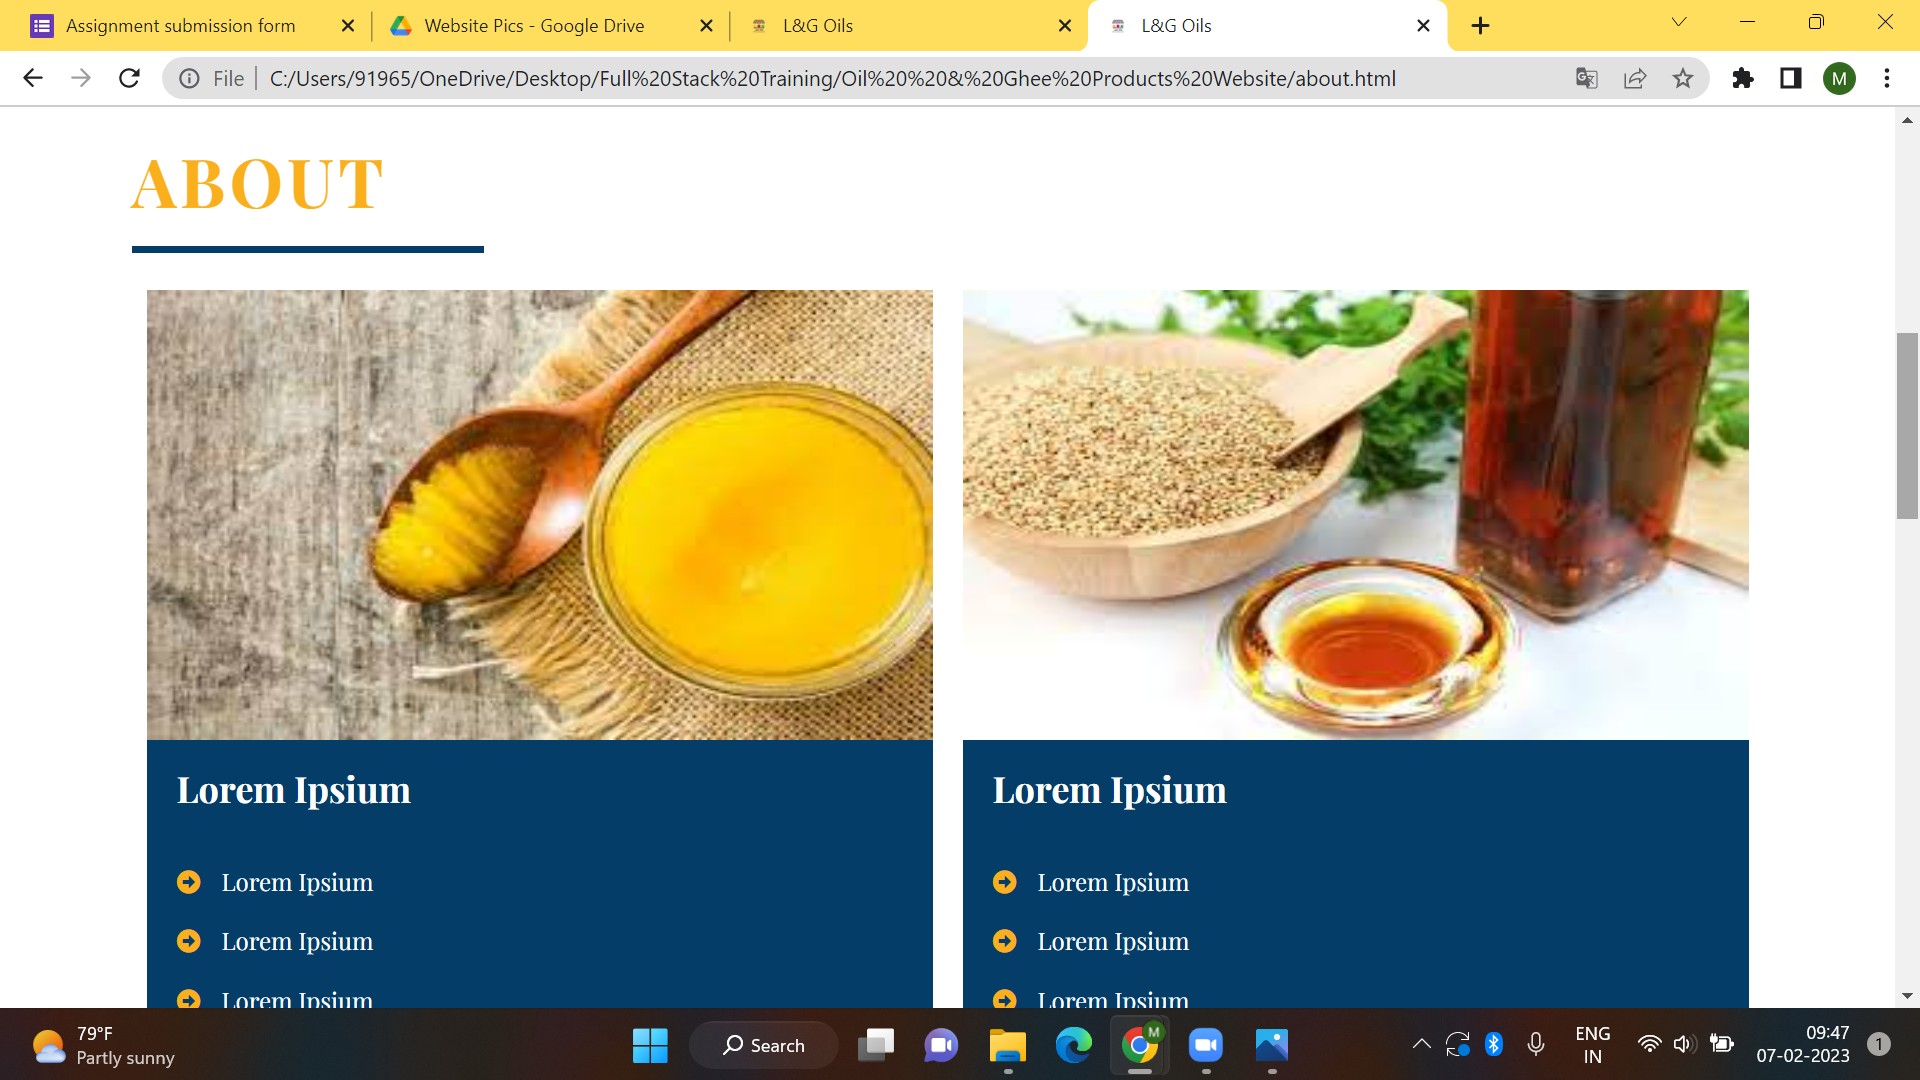 Assignment submission form
Website Pics - Google Drive
L&G Oils
L&G Oils
File
C:/Users/91965/OneDrive/Desktop/Full%20Stack%20Training/Oil%20%20&%20Ghee%20Products%20Website/about.html
M
ABOUT
Lorem Ipsium
Lorem Ipsium
Lorem Ipsium
Lorem Ipsium
Lorem Ipsium
Lorem Ipsium
Lorem Ipsium
Lorem Ipsium
79°F
Partly sunny
Search
M
ENG
IN
09:47
07-02-2023
1